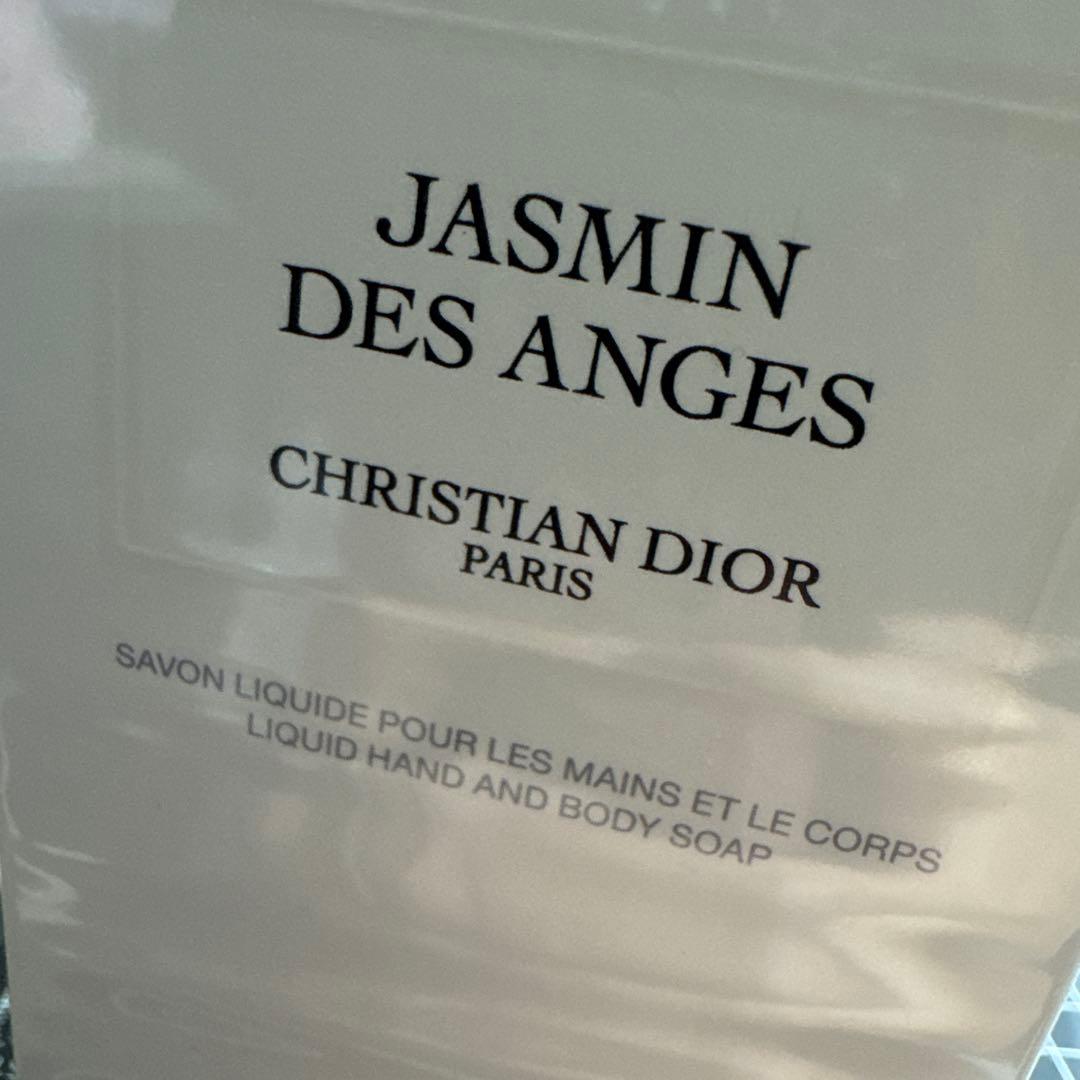 JASMIN
DES ANGES
CHRISTIAN DIOR
PARIS
SAVON LIQUIDE POUR LES MAINS ET LE CORPS
LIQUID HAND AND BODY SOAP